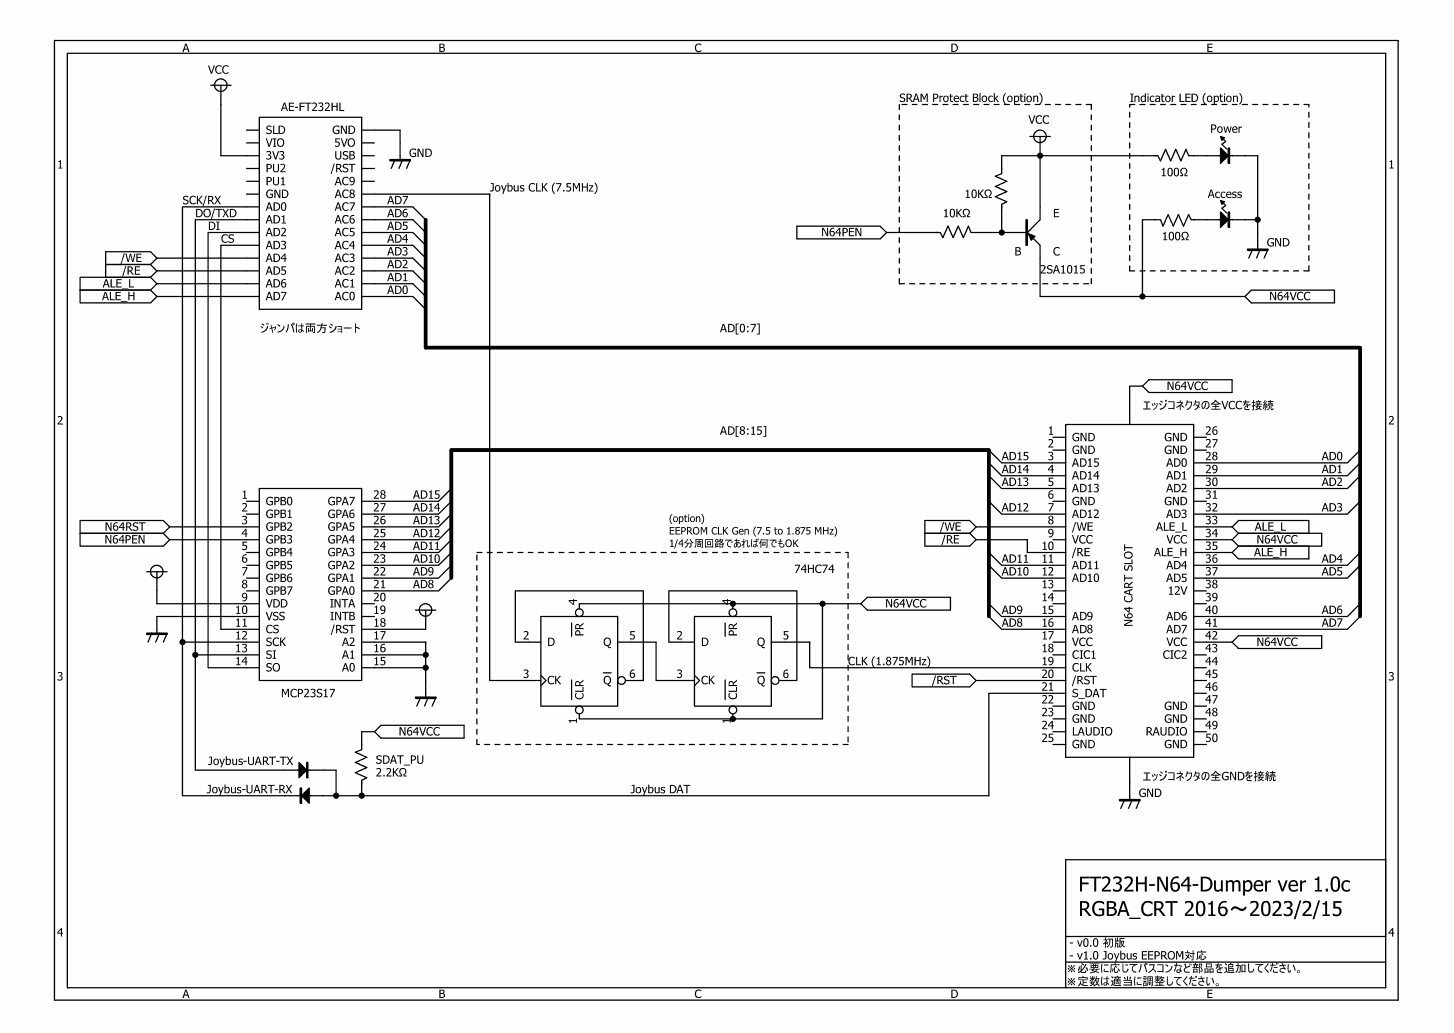 A B C D E
1
2
3
4
1
2
3
4
VCC
AE-FT232HL
SLD
VIO
3V3
PU2
PU1
GND
AD0
AD1
AD2
AD3
AD4
AD5
AD6
AD7
GND
5VO
USB
/RST
AC9
AC8
AC7
AC6
AC5
AC4
AC3
AC2
AC1
AC0
GND
SCK/RX
DO/TXD
DI
CS
/WE
/RE
ALE_L
ALE_H
AD7
AD6
AD5
AD4
AD3
AD2
AD1
AD0
ジャンパは両方ショート
Joybus CLK (7.5MHz)
SRAM Protect Block (option)
VCC
10KΩ
10KΩ
N64PEN
E
B
C
2SA1015
Indicator LED (option)
Power
100Ω
Access
100Ω
GND
N64VCC
AD[0:7]
AD[8:15]
N64RST
N64PEN
1 GPB0 GPA7 28 AD15
2 GPB1 GPA6 27 AD14
3 GPB2 GPA5 26 AD13
4 GPB3 GPA4 25 AD12
5 GPB4 GPA3 24 AD11
6 GPB5 GPA2 23 AD10
7 GPB6 GPA1 22 AD9
8 GPB7 GPA0 21 AD8
9 VDD INTA 20
10 VSS INTB 19
11 CS /RST 18
12 SCK A2 17
13 SI A1 16
14 SO A0 15
MCP23S17
(option)
EEPROM CLK Gen (7.5 to 1.875 MHz)
1/4分周回路であれば何でもOK
74HC74
4
PR
2 D Q 5
3 CK Q 6
CLR
1
4
PR
2 D Q 5
3 CK Q 6
CLR
1
N64VCC
CLK (1.875MHz)
N64VCC
エッジコネクタの全VCCを接続
N64 CART SLOT
1 GND GND 26
2 GND GND 27
AD15 3 AD15 AD0 28 AD0
AD14 4 AD14 AD1 29 AD1
AD13 5 AD13 AD2 30 AD2
6 GND GND 31
AD12 7 AD12 AD3 32 AD3
/WE 8 /WE ALE_L 33 ALE_L
9 VCC VCC 34 N64VCC
/RE 10 /RE ALE_H 35 ALE_H
AD11 11 AD11 AD4 36 AD4
AD10 12 AD10 AD5 37 AD5
13 12V 38
14 39
AD9 15 AD9 AD6 40 AD6
AD8 16 AD8 AD7 41 AD7
17 VCC VCC 42 N64VCC
18 CIC1 CIC2 43
19 CLK 44
/RST 20 /RST 45
21 S_DAT 46
22 GND GND 47
23 GND GND 48
24 LAUDIO RAUDIO 49
25 GND GND 50
エッジコネクタの全GNDを接続
GND
N64VCC
SDAT_PU
2.2KΩ
Joybus-UART-TX
Joybus-UART-RX
Joybus DAT
FT232H-N64-Dumper ver 1.0c
RGBA_CRT 2016～2023/2/15
- v0.0 初版
- v1.0 Joybus EEPROM対応
※必要に応じてパスコンなど部品を追加してください。
※定数は適当に調整してください。
A B C D E